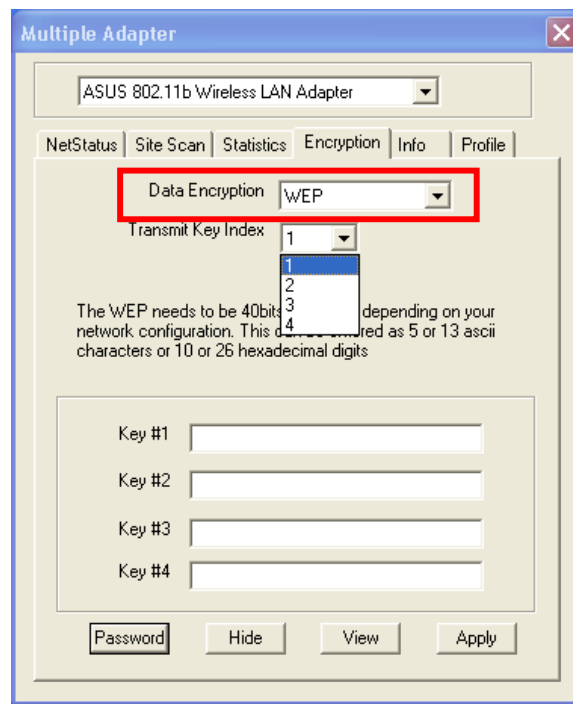 Multiple Adapter
ASUS 802.11b Wireless LAN Adapter
NetStatus Site Scan Statistics Encryption Info Profile
Data Encryption WEP
Transmit Key Index 1
1
2
3
4
The WEP needs to be 40bits depending on your
network configuration. This ered as 5 or 13 ascii
characters or 10 or 26 hexadecimal digits
Key #1
Key #2
Key #3
Key #4
Password Hide View Apply